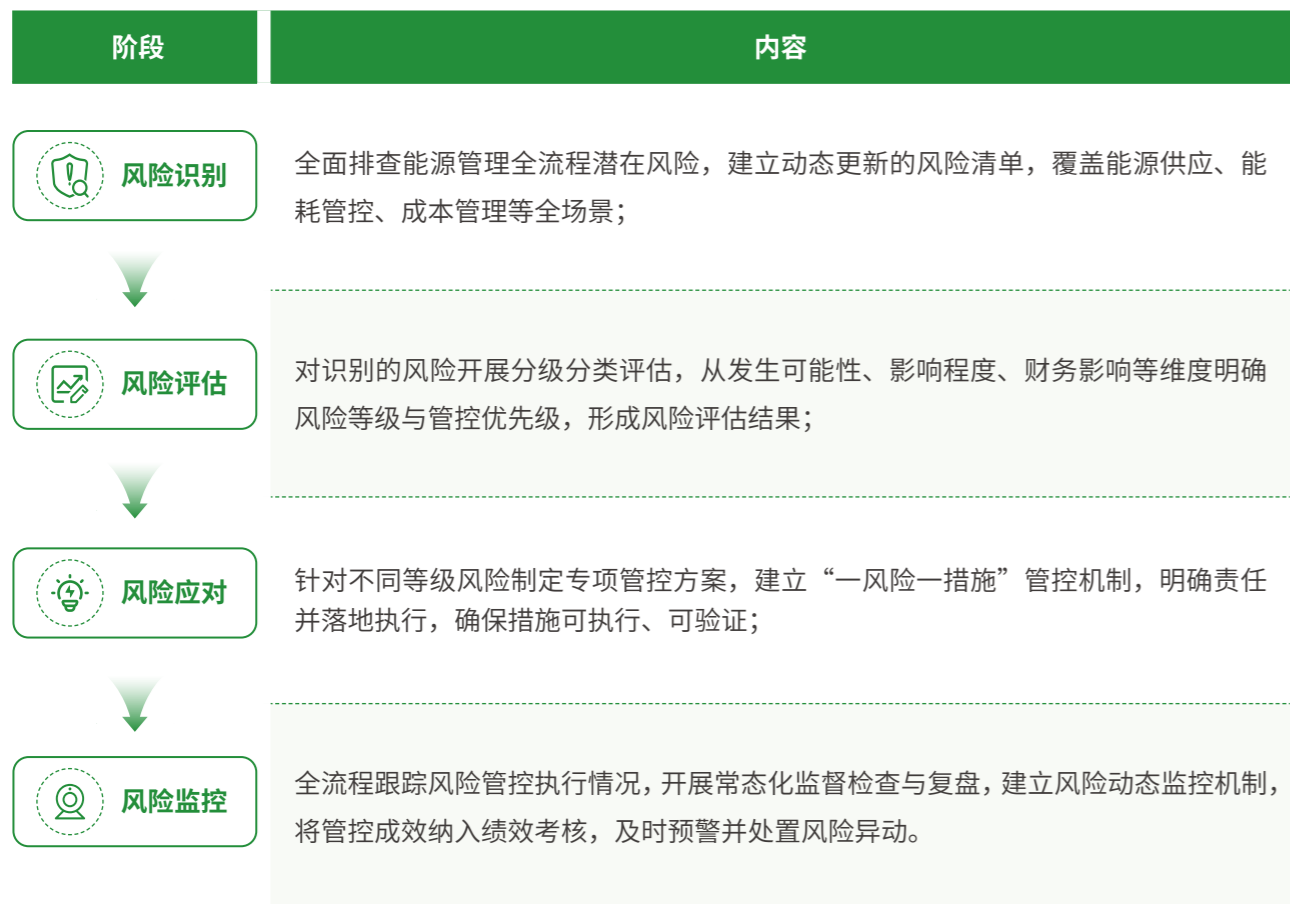 阶段
内容
风险识别
全面排查能源管理全流程潜在风险，建立动态更新的风险清单，覆盖能源供应、能
耗管控、成本管理等全场景；
风险评估
对识别的风险开展分级分类评估，从发生可能性、影响程度、财务影响等维度明确
风险等级与管控优先级，形成风险评估结果；
风险应对
针对不同等级风险制定专项管控方案，建立“一风险一措施”管控机制，明确责任
并落地执行，确保措施可执行、可验证；
风险监控
全流程跟踪风险管控执行情况，开展常态化监督检查与复盘，建立风险动态监控机制，
将管控成效纳入绩效考核，及时预警并处置风险异动。